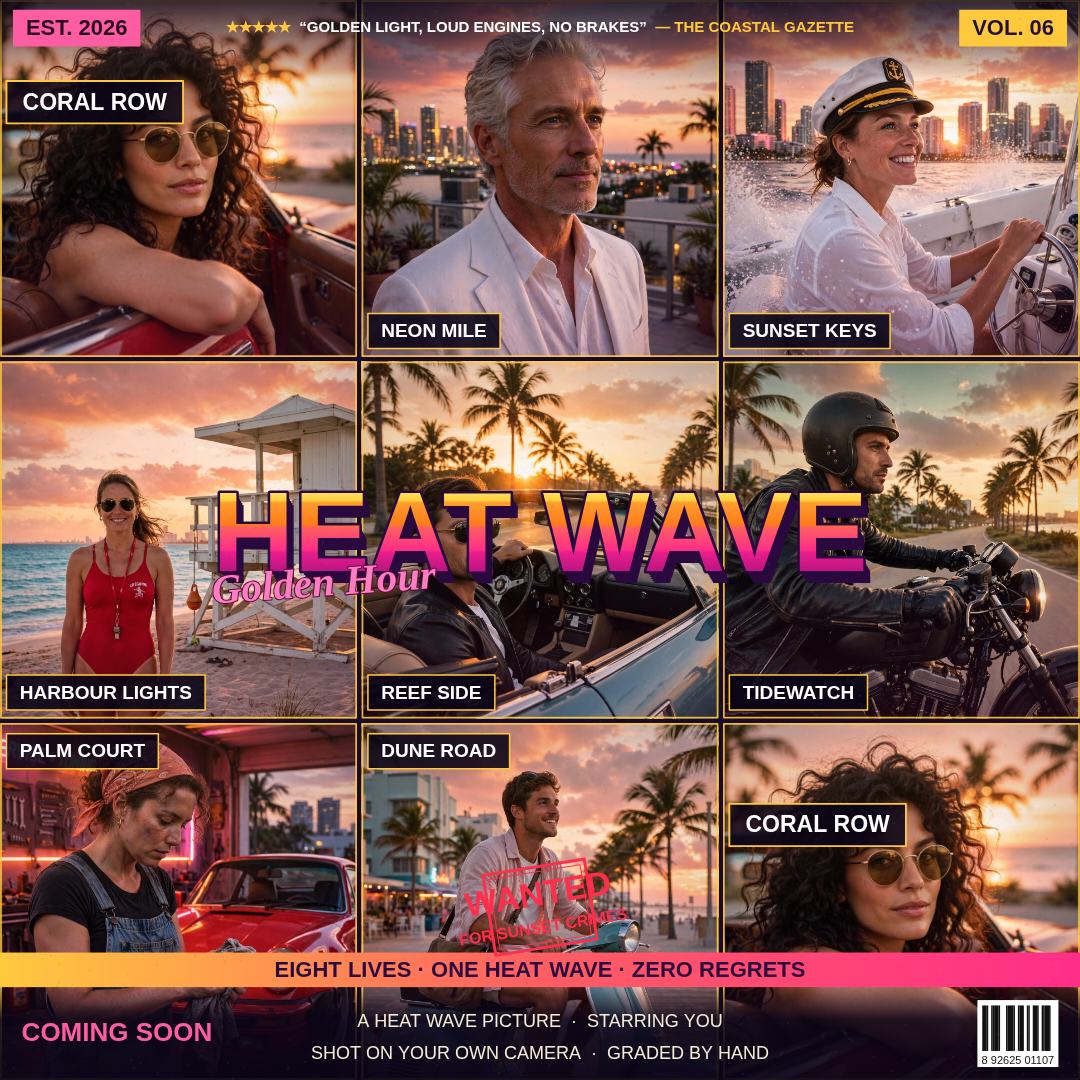 EST. 2026
★★★★★ “GOLDEN LIGHT, LOUD ENGINES, NO BRAKES” — THE COASTAL GAZETTE
VOL. 06
CORAL ROW
NEON MILE
SUNSET KEYS
HEAT WAVE
Golden Hour
HARBOUR LIGHTS
REEF SIDE
TIDEWATCH
PALM COURT
DUNE ROAD
CORAL ROW
WANTED
FOR SUNSET CRIMES
EIGHT LIVES · ONE HEAT WAVE · ZERO REGRETS
COMING SOON
A HEAT WAVE PICTURE · STARRING YOU
SHOT ON YOUR OWN CAMERA · GRADED BY HAND
8 92625 01107